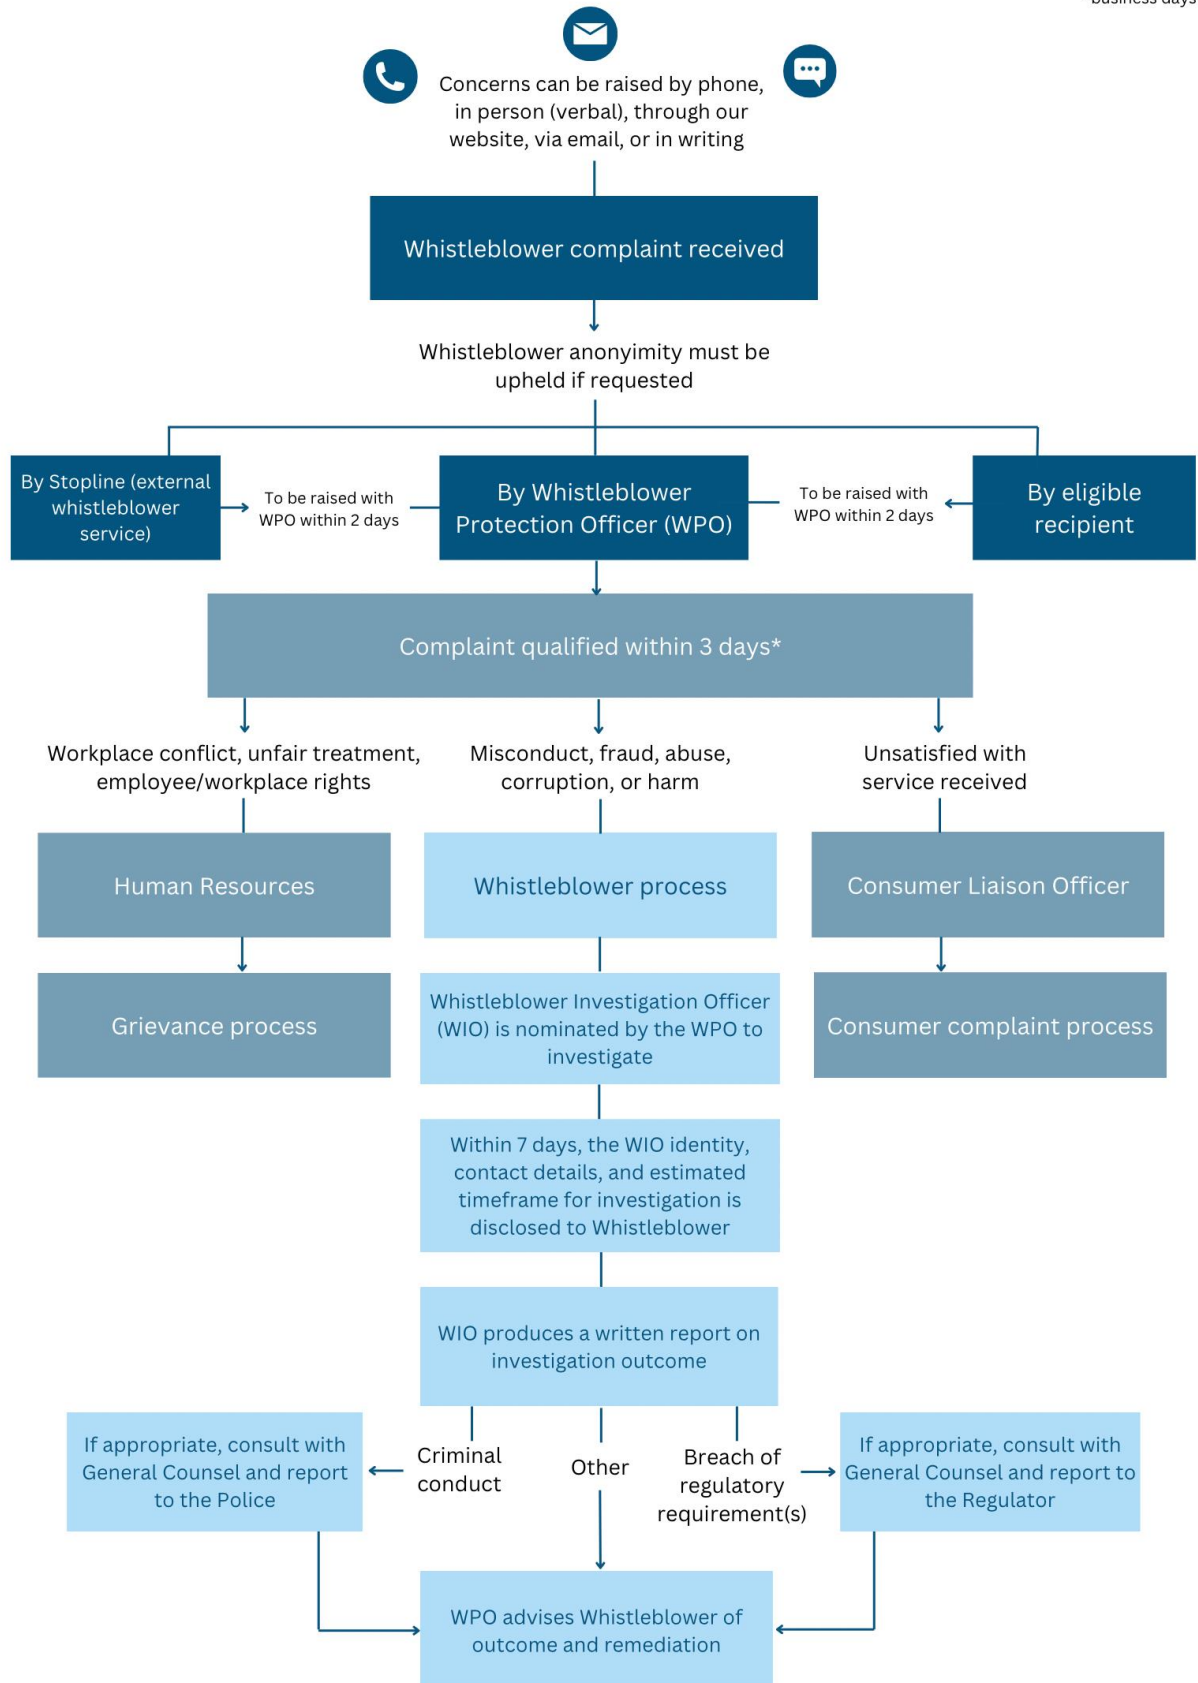 business days
Concerns can be raised by phone,
in person (verbal), through our
website, via email, or in writing
Whistleblower complaint received
Whistleblower anonyimity must be
upheld if requested
By Stopline (external
whistleblower
service)
To be raised with
WPO within 2 days
By Whistleblower
Protection Officer (WPO)
To be raised with
WPO within 2 days
By eligible
recipient
Complaint qualified within 3 days*
Workplace conflict, unfair treatment,
employee/workplace rights
Misconduct, fraud, abuse,
corruption, or harm
Unsatisfied with
service received
Human Resources
Whistleblower process
Consumer Liaison Officer
Grievance process
Whistleblower Investigation Officer
(WIO) is nominated by the WPO to
investigate
Consumer complaint process
Within 7 days, the WIO identity,
contact details, and estimated
timeframe for investigation is
disclosed to Whistleblower
WIO produces a written report on
investigation outcome
If appropriate, consult with
General Counsel and report
to the Police
Criminal
conduct
Other
Breach of
regulatory
requirement(s)
If appropriate, consult with
General Counsel and report to
the Regulator
WPO advises Whistleblower of
outcome and remediation